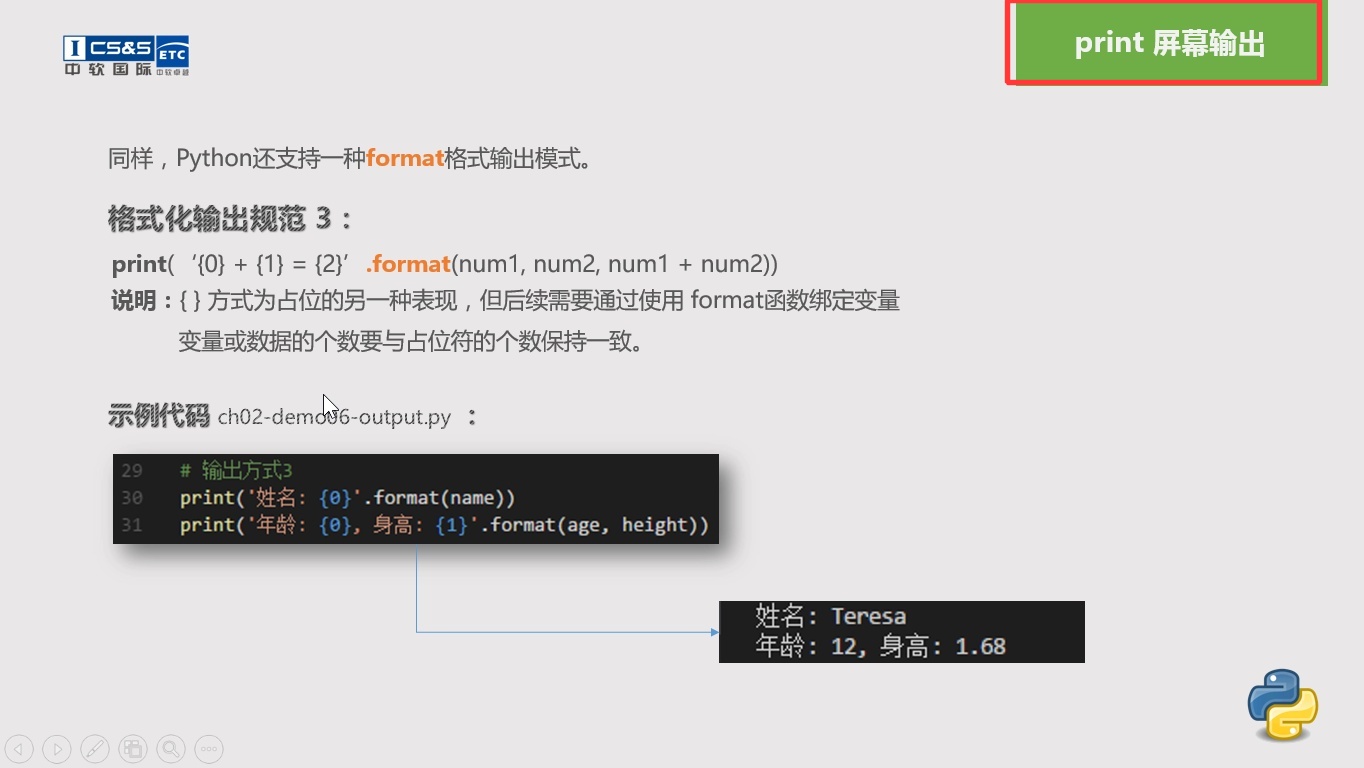 CS&S ETC
中软国际 中软卓越
print 屏幕输出
同样，Python还支持一种format格式输出模式。
格式化输出规范 3：
print(‘{0} + {1} = {2}’.format(num1, num2, num1 + num2))
说明：{ } 方式为占位的另一种表现，但后续需要通过使用 format函数绑定变量
变量或数据的个数要与占位符的个数保持一致。
示例代码 ch02-demo06-output.py ：
29 # 输出方式3
30 print('姓名: {0}'.format(name))
31 print('年龄: {0}, 身高: {1}'.format(age, height))
姓名: Teresa
年龄: 12, 身高: 1.68